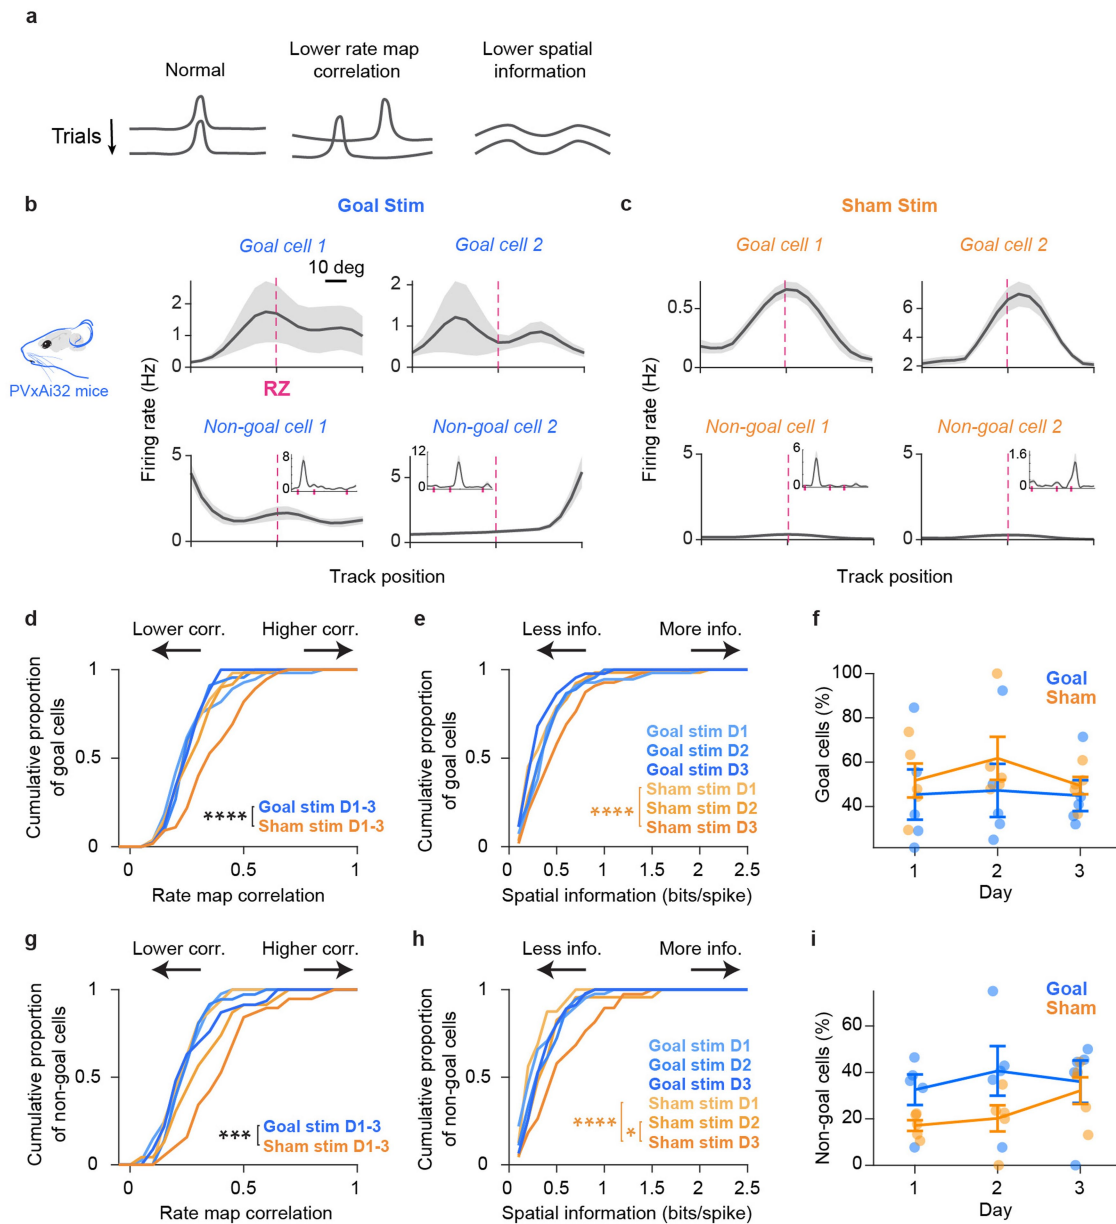 a
Normal
Lower rate map
correlation
Lower spatial
information
Trials
b
Goal Stim
c
Sham Stim
Goal cell 1
Goal cell 2
Goal cell 1
Goal cell 2
10 deg
2
1
0
2
1
0
0.5
0
6
4
2
Firing rate (Hz)
Firing rate (Hz)
PVxAi32 mice
RZ
Non-goal cell 1
Non-goal cell 2
Non-goal cell 1
Non-goal cell 2
5
0
8
0
5
0
12
0
5
0
6
0
5
0
1.6
0
Track position
Track position
d
Lower corr.
Higher corr.
Cumulative proportion
of goal cells
1
0.5
0
**** Goal stim D1-3
Sham stim D1-3
0 0.5 1
Rate map correlation
e
Less info.
More info.
Cumulative proportion
of goal cells
1
0.5
0
Goal stim D1
Goal stim D2
Goal stim D3
Sham stim D1
**** Sham stim D2
Sham stim D3
0 0.5 1 1.5 2 2.5
Spatial information (bits/spike)
f
Goal cells (%)
100
80
60
40
Goal
Sham
1 2 3
Day
g
Lower corr.
Higher corr.
Cumulative proportion
of non-goal cells
1
0.5
0
*** Goal stim D1-3
Sham stim D1-3
0 0.5 1
Rate map correlation
h
Less info.
More info.
Cumulative proportion
of non-goal cells
1
0.5
0
Goal stim D1
Goal stim D2
Goal stim D3
Sham stim D1
**** * Sham stim D2
Sham stim D3
0 0.5 1 1.5 2 2.5
Spatial information (bits/spike)
i
Non-goal cells (%)
60
40
20
0
Goal
Sham
1 2 3
Day